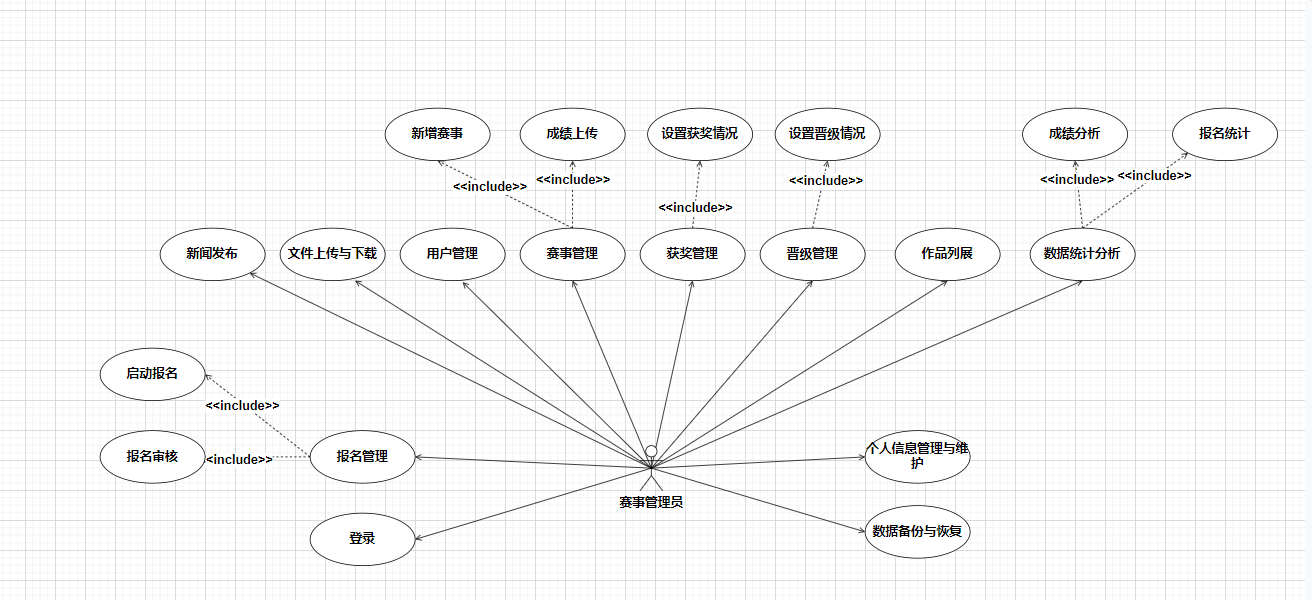 新增赛事
成绩上传
设置获奖情况
设置晋级情况
成绩分析
报名统计
<<include>>
<<include>>
<<include>>
<<include>>
<<include>>
<<include>>
新闻发布
文件上传与下载
用户管理
赛事管理
获奖管理
晋级管理
作品列展
数据统计分析
启动报名
<<include>>
报名审核
<<include>>
报名管理
个人信息管理与维
护
赛事管理员
登录
数据备份与恢复